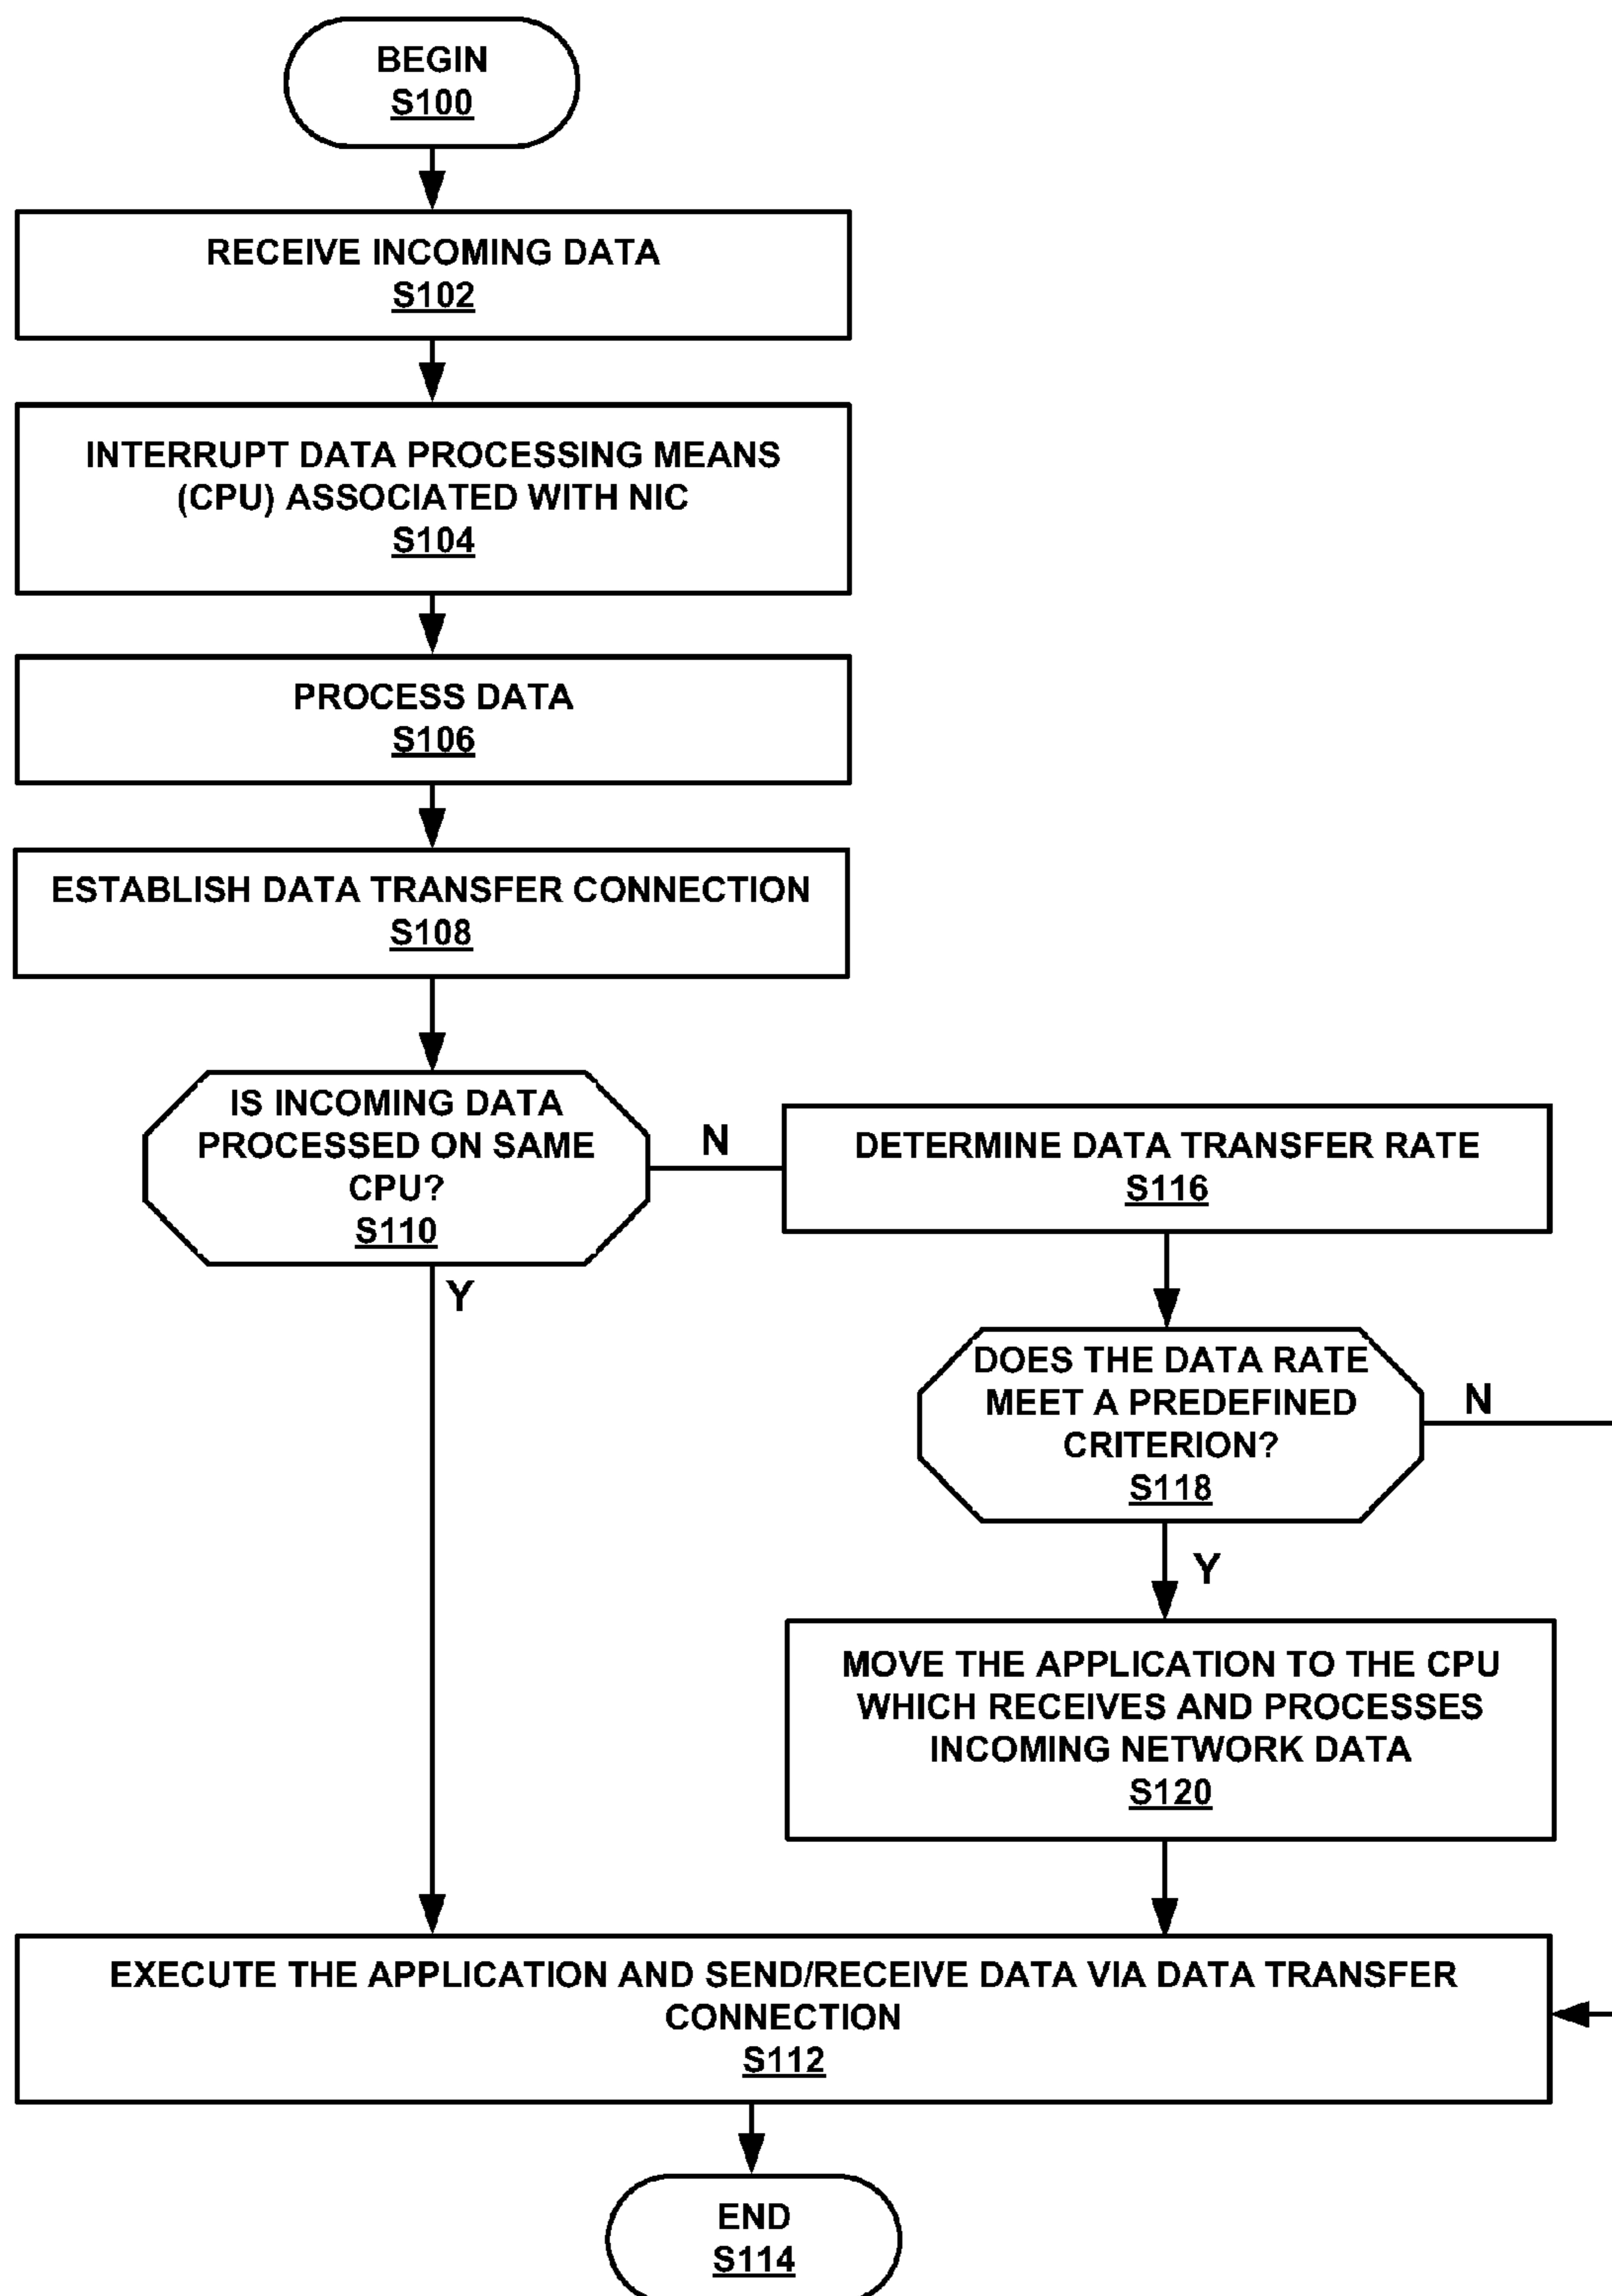 BEGIN
S100
RECEIVE INCOMING DATA
S102
INTERRUPT DATA PROCESSING MEANS
(CPU) ASSOCIATED WITH NIC
S104
PROCESS DATA
S106
ESTABLISH DATA TRANSFER CONNECTION
S108
IS INCOMING DATA
PROCESSED ON SAME
CPU?
S110
N
Y
DETERMINE DATA TRANSFER RATE
S116
DOES THE DATA RATE
MEET A PREDEFINED
CRITERION?
S118
N
Y
MOVE THE APPLICATION TO THE CPU
WHICH RECEIVES AND PROCESSES
INCOMING NETWORK DATA
S120
EXECUTE THE APPLICATION AND SEND/RECEIVE DATA VIA DATA TRANSFER
CONNECTION
S112
END
S114